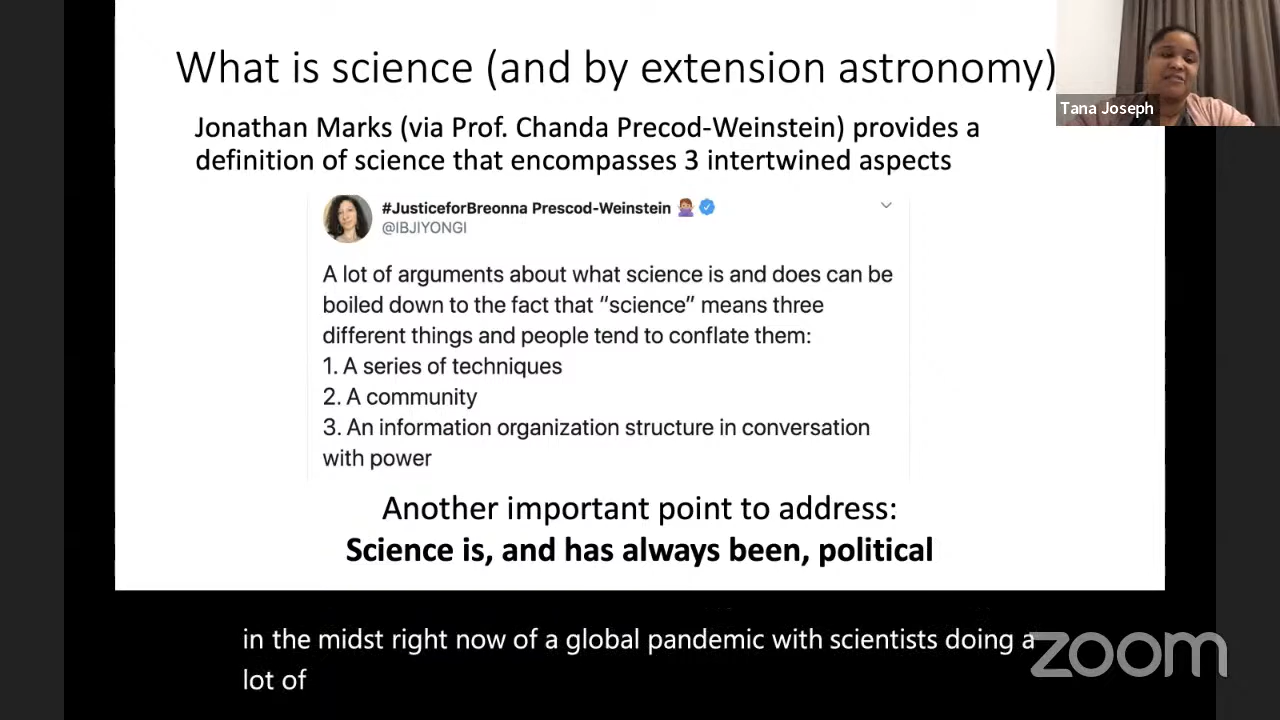 What is science (and by extension astronomy)
Tana Joseph
Jonathan Marks (via Prof. Chanda Precod-Weinstein) provides a
definition of science that encompasses 3 intertwined aspects
#JusticeforBreonna Prescod-Weinstein
@IBJIYONGI
A lot of arguments about what science is and does can be
boiled down to the fact that “science” means three
different things and people tend to conflate them:
1. A series of techniques
2. A community
3. An information organization structure in conversation
with power
Another important point to address:
Science is, and has always been, political
in the midst right now of a global pandemic with scientists doing a
lot of
zoom